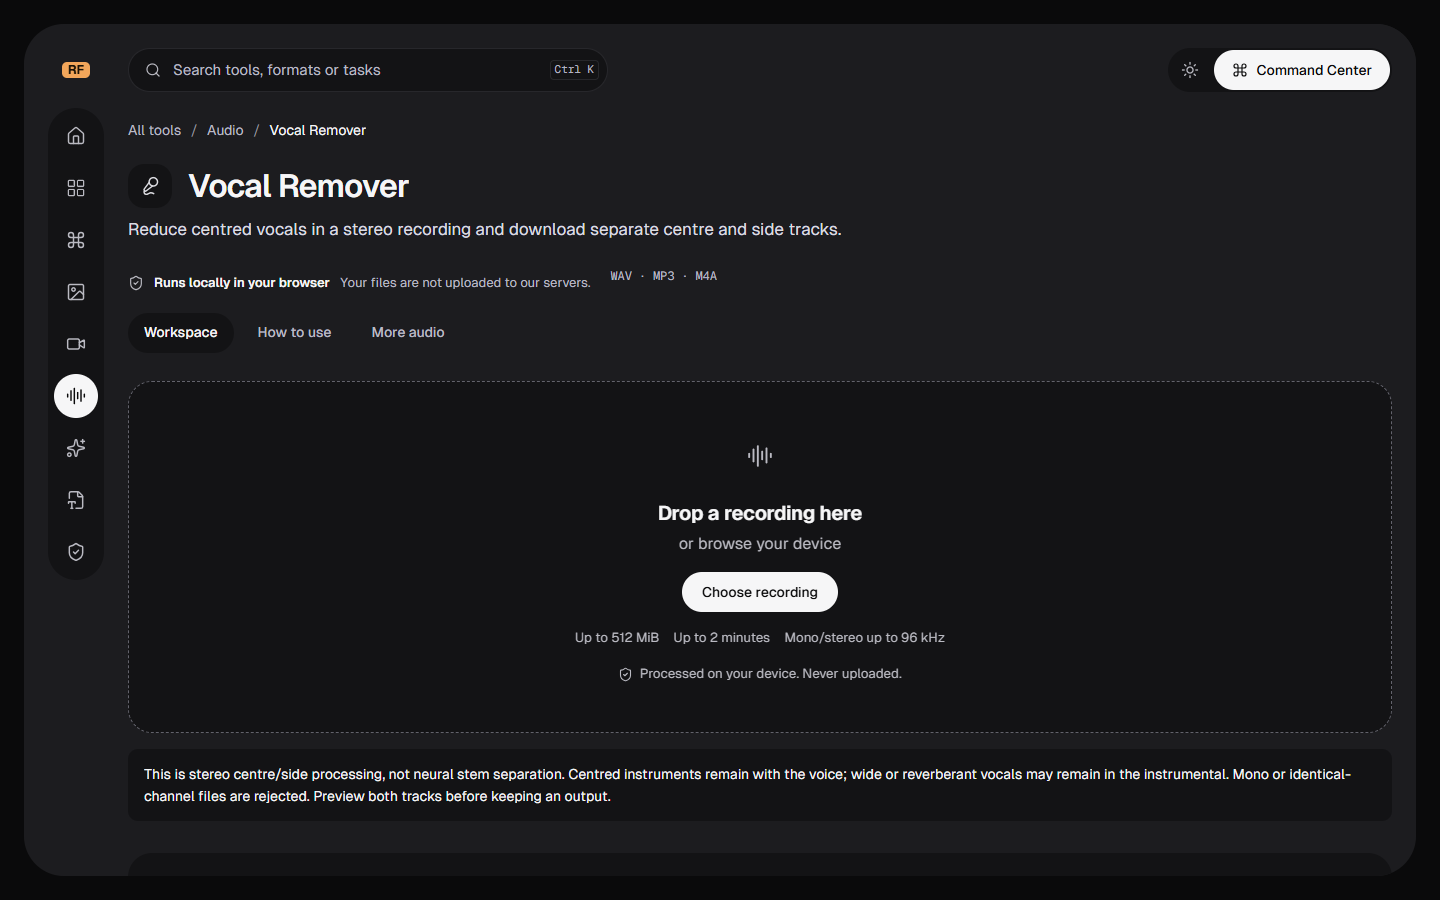 RF
Search tools, formats or tasks
Ctrl K
Command Center
All tools / Audio / Vocal Remover
Vocal Remover
Reduce centred vocals in a stereo recording and download separate centre and side tracks.
Runs locally in your browser Your files are not uploaded to our servers. WAV · MP3 · M4A
Workspace How to use More audio
Drop a recording here
or browse your device
Choose recording
Up to 512 MiB Up to 2 minutes Mono/stereo up to 96 kHz
Processed on your device. Never uploaded.
This is stereo centre/side processing, not neural stem separation. Centred instruments remain with the voice; wide or reverberant vocals may remain in the instrumental. Mono or identical-
channel files are rejected. Preview both tracks before keeping an output.